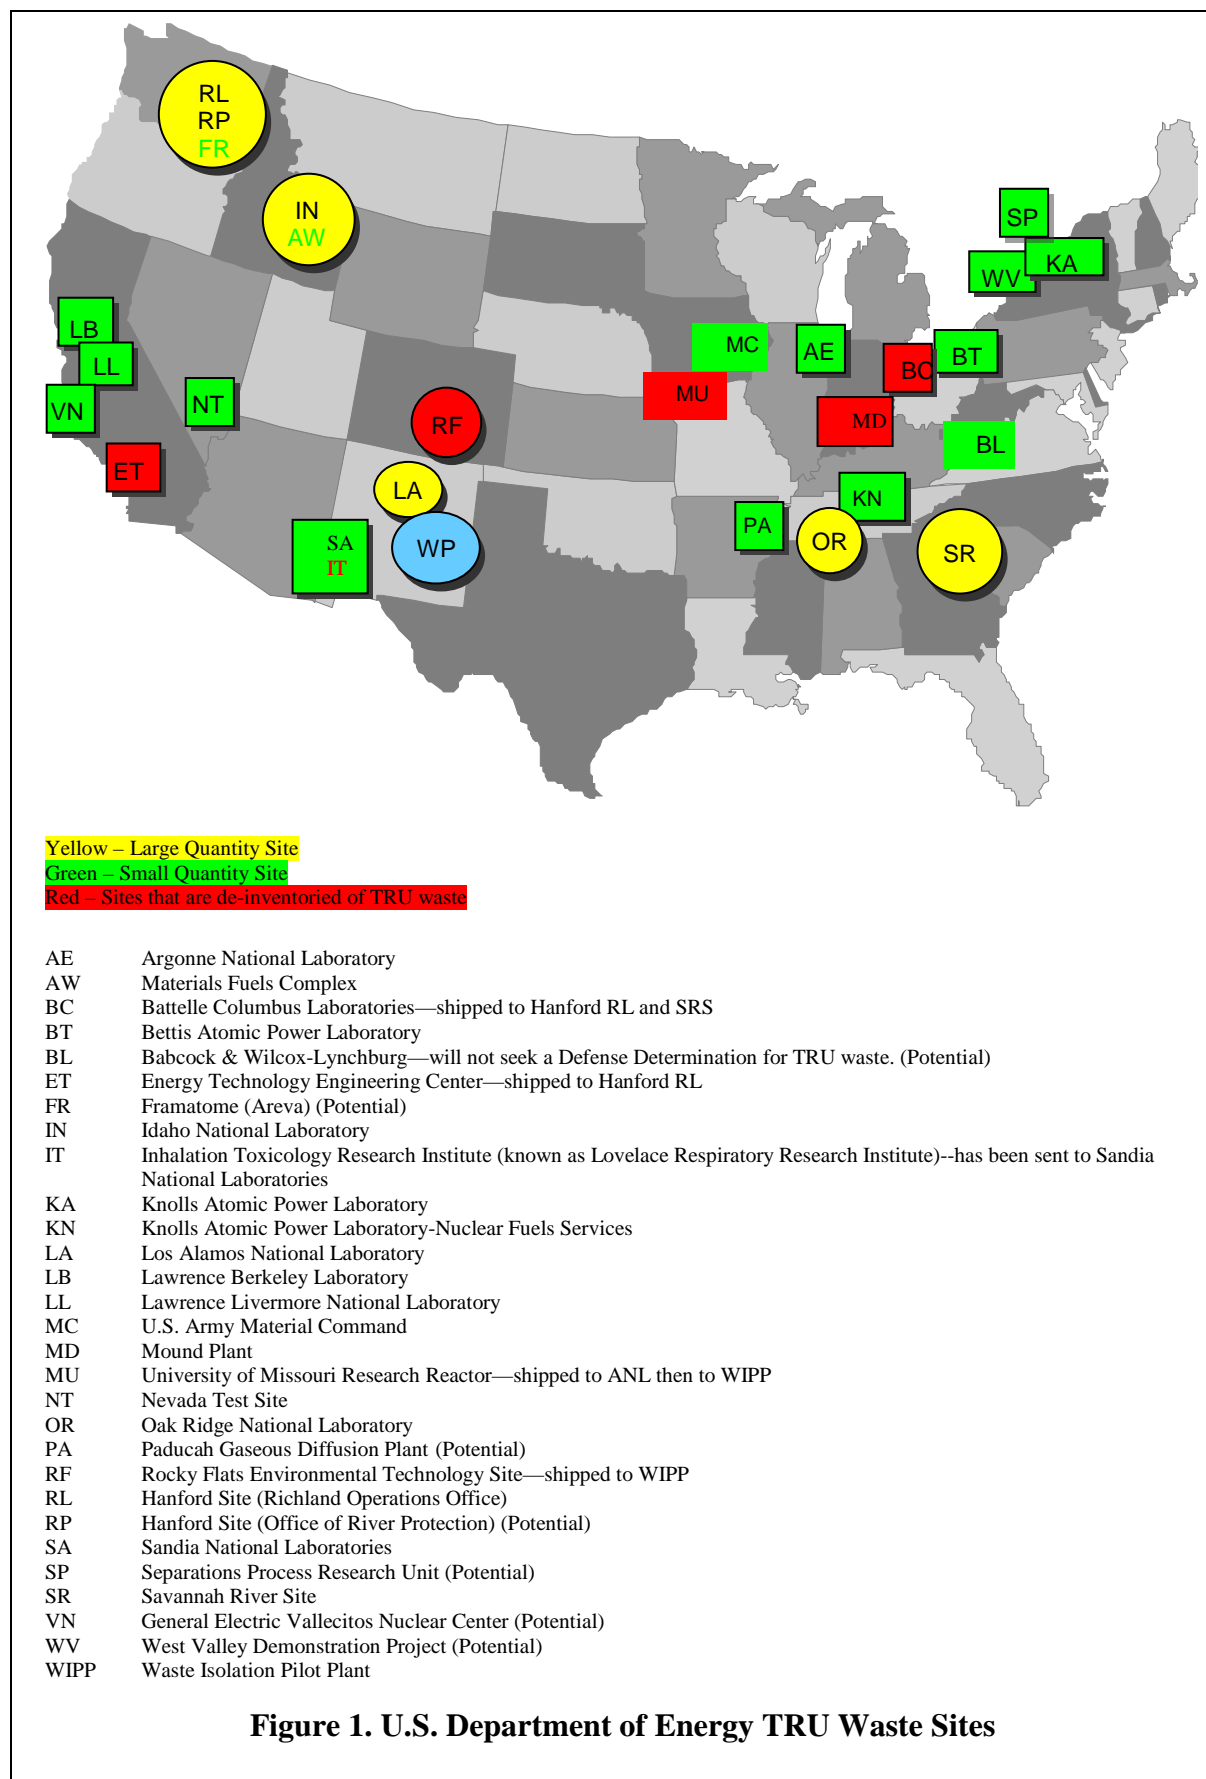 RL
RP
FR
IN
AW
SP
KA
WV
LB
MC
AE
BC
BT
LL
MU
VN
NT
RF
MD
BL
ET
LA
KN
PA
WP
OR
SR
SA
IT
Yellow – Large Quantity Site
Green – Small Quantity Site
Red – Sites that are de-inventoried of TRU waste
AE Argonne National Laboratory
AW Materials Fuels Complex
BC Battelle Columbus Laboratories—shipped to Hanford RL and SRS
BT Bettis Atomic Power Laboratory
BL Babcock & Wilcox-Lynchburg—will not seek a Defense Determination for TRU waste. (Potential)
ET Energy Technology Engineering Center—shipped to Hanford RL
FR Framatome (Areva) (Potential)
IN Idaho National Laboratory
IT Inhalation Toxicology Research Institute (known as Lovelace Respiratory Research Institute)--has been sent to Sandia
National Laboratories
KA Knolls Atomic Power Laboratory
KN Knolls Atomic Power Laboratory-Nuclear Fuels Services
LA Los Alamos National Laboratory
LB Lawrence Berkeley Laboratory
LL Lawrence Livermore National Laboratory
MC U.S. Army Material Command
MD Mound Plant
MU University of Missouri Research Reactor—shipped to ANL then to WIPP
NT Nevada Test Site
OR Oak Ridge National Laboratory
PA Paducah Gaseous Diffusion Plant (Potential)
RF Rocky Flats Environmental Technology Site—shipped to WIPP
RL Hanford Site (Richland Operations Office)
RP Hanford Site (Office of River Protection) (Potential)
SA Sandia National Laboratories
SP Separations Process Research Unit (Potential)
SR Savannah River Site
VN General Electric Vallecitos Nuclear Center (Potential)
WV West Valley Demonstration Project (Potential)
WIPP Waste Isolation Pilot Plant
Figure 1. U.S. Department of Energy TRU Waste Sites